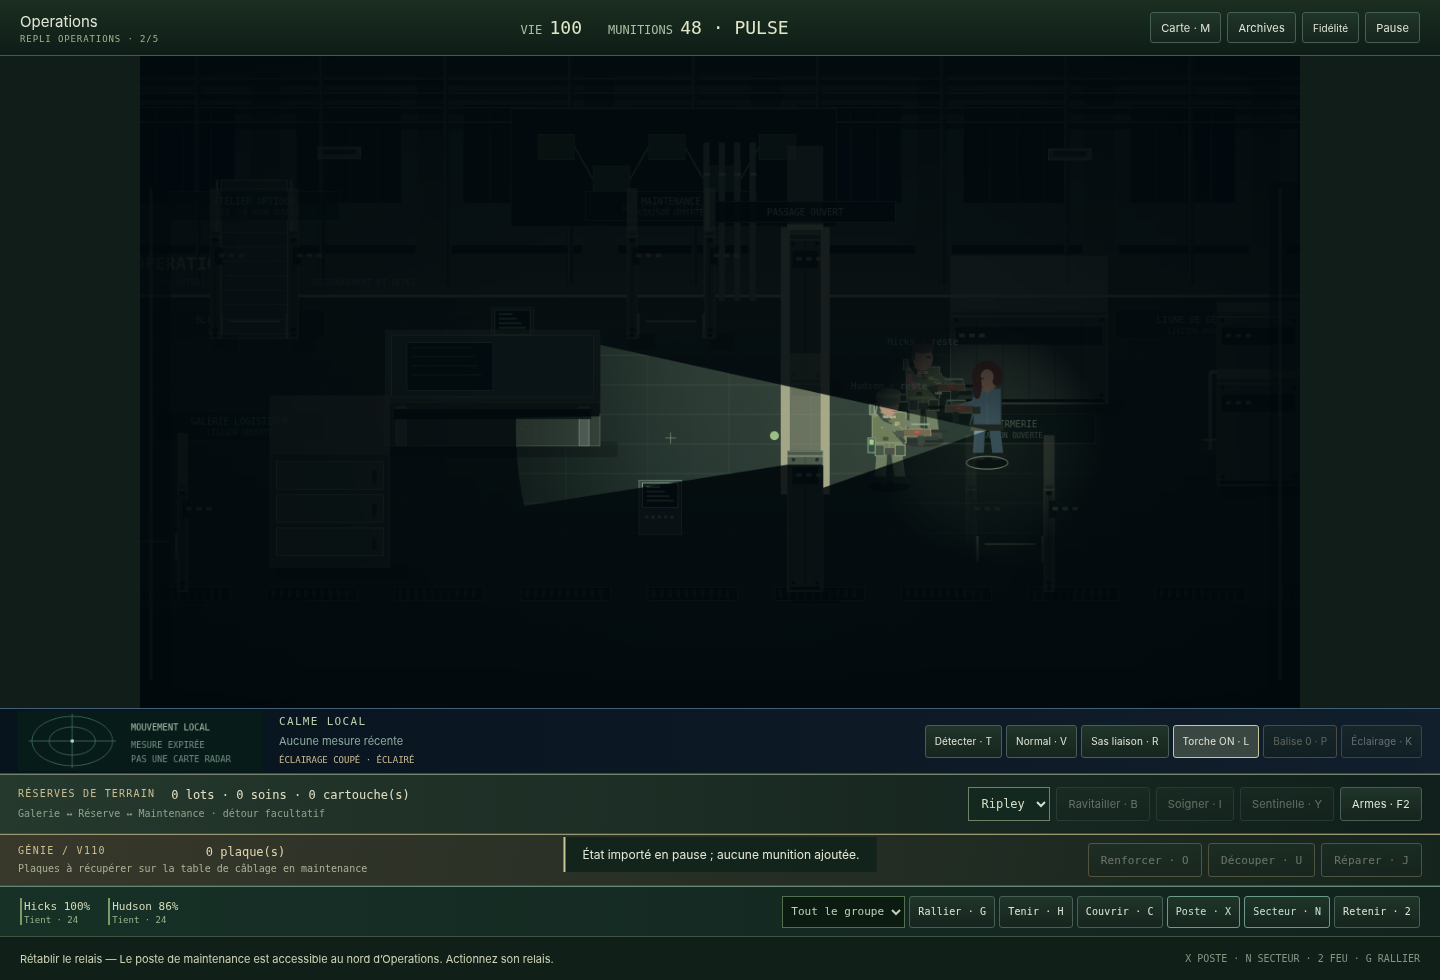 Operations
REPLI OPERATIONS · 2/5
VIE 100 MUNITIONS 48 · PULSE
Carte · M
Archives
Fidélité
Pause
MAINTENANCE
PASSAGE OUVERT
Hicks · reste
Hudson · reste
GALERIE LOGIST
MOUVEMENT LOCAL
MESURE EXPIRÉE
PAS UNE CARTE RADAR
CALME LOCAL
Aucune mesure récente
ÉCLAIRAGE COUPÉ · ÉCLAIRÉ
Détecter · T
Normal · V
Sas liaison · R
Torche ON · L
Balise 0 · P
Éclairage · K
RÉSERVES DE TERRAIN 0 lots · 0 soins · 0 cartouche(s)
Galerie ↔ Réserve ↔ Maintenance · détour facultatif
Ripley
Ravitailler · B
Soigner · I
Sentinelle · Y
Armes · F2
GÉNIE / V110 0 plaque(s)
Plaques à récupérer sur la table de câblage en maintenance
État importé en pause ; aucune munition ajoutée.
Renforcer · O
Découper · U
Réparer · J
Hicks 100%
Tient · 24
Hudson 86%
Tient · 24
Tout le groupe
Rallier · G
Tenir · H
Couvrir · C
Poste · X
Secteur · N
Retenir · 2
Rétablir le relais — Le poste de maintenance est accessible au nord d'Operations. Actionnez son relais.
X POSTE · N SECTEUR · 2 FEU · G RALLIER